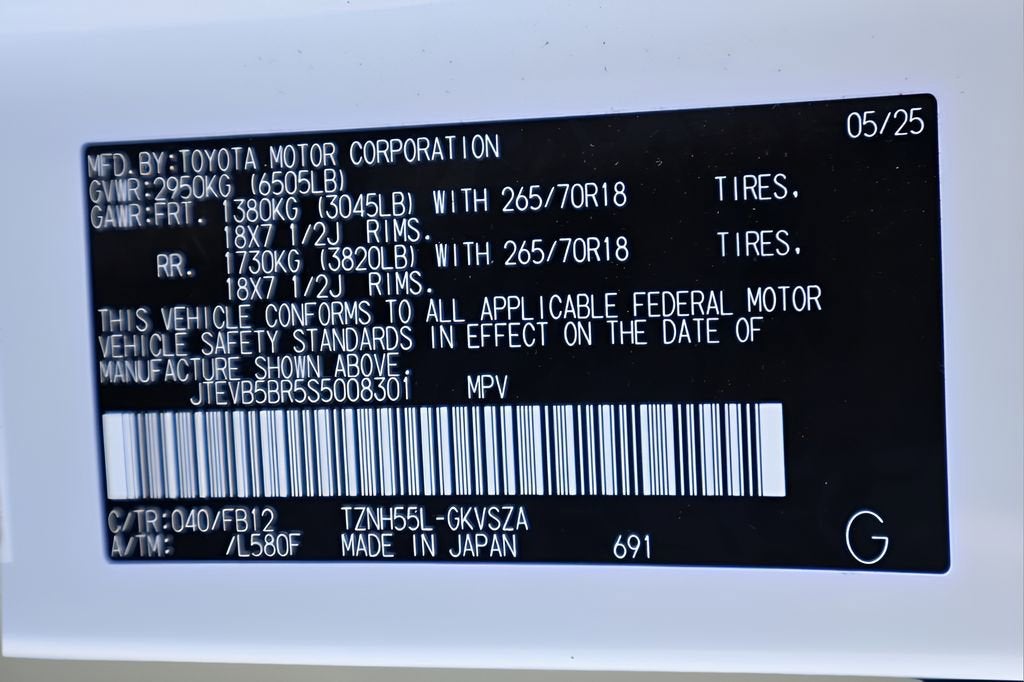 05/25
MFD.BY:TOYOTA MOTOR CORPORATION
GVWR:2950KG (6505LB)
GAWR:FRT. 1380KG (3045LB) WITH 265/70R18 TIRES,
18X7 1/2J RIMS.
RR. 1730KG (3820LB) WITH 265/70R18 TIRES,
18X7 1/2J RIMS.
THIS VEHICLE CONFORMS TO ALL APPLICABLE FEDERAL MOTOR
VEHICLE SAFETY STANDARDS IN EFFECT ON THE DATE OF
MANUFACTURE SHOWN ABOVE.
JTEVB5BR5S5008301 MPV
C/TR:040/FB12 TZNH55L-GKVSZA
A/TM: /L580F MADE IN JAPAN 691 G